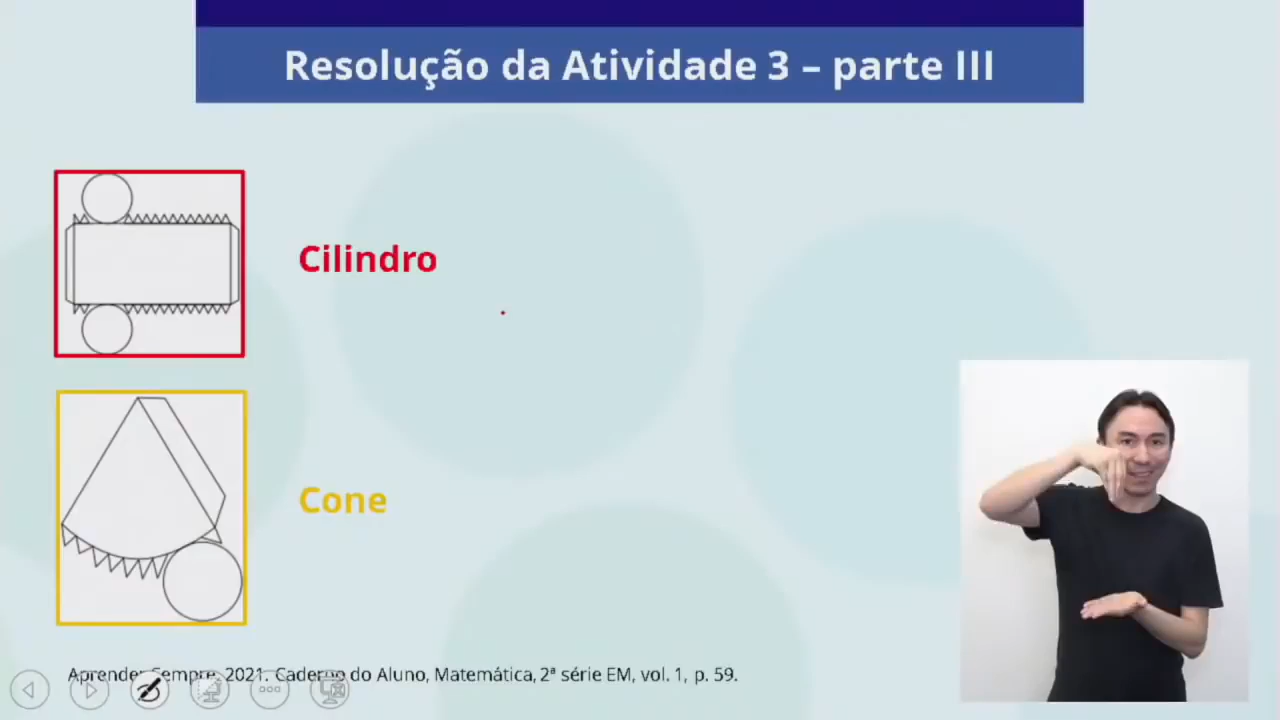 Resolução da Atividade 3 – parte III
Cilindro
Cone
Aprender Sempre, 2021. Caderno do Aluno, Matemática, 2ª série EM, vol. 1, p. 59.